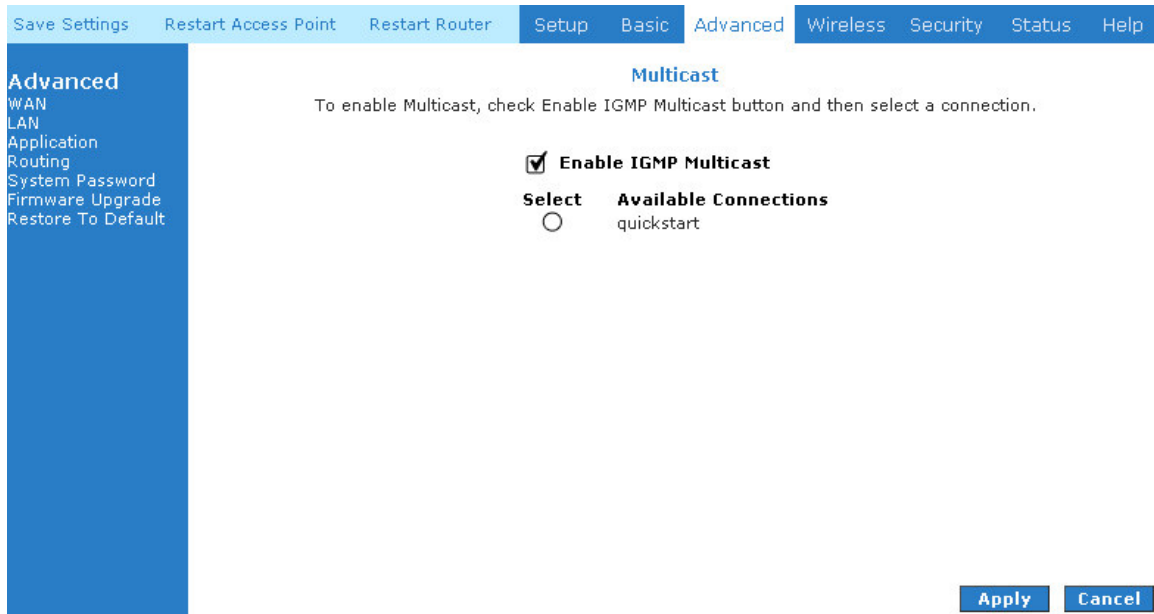 Save Settings Restart Access Point Restart Router Setup Basic Advanced Wireless Security Status Help
Advanced
WAN
LAN
Application
Routing
System Password
Firmware Upgrade
Restore To Default
Multicast
To enable Multicast, check Enable IGMP Multicast button and then select a connection.
Enable IGMP Multicast
Select Available Connections
quickstart
Apply Cancel